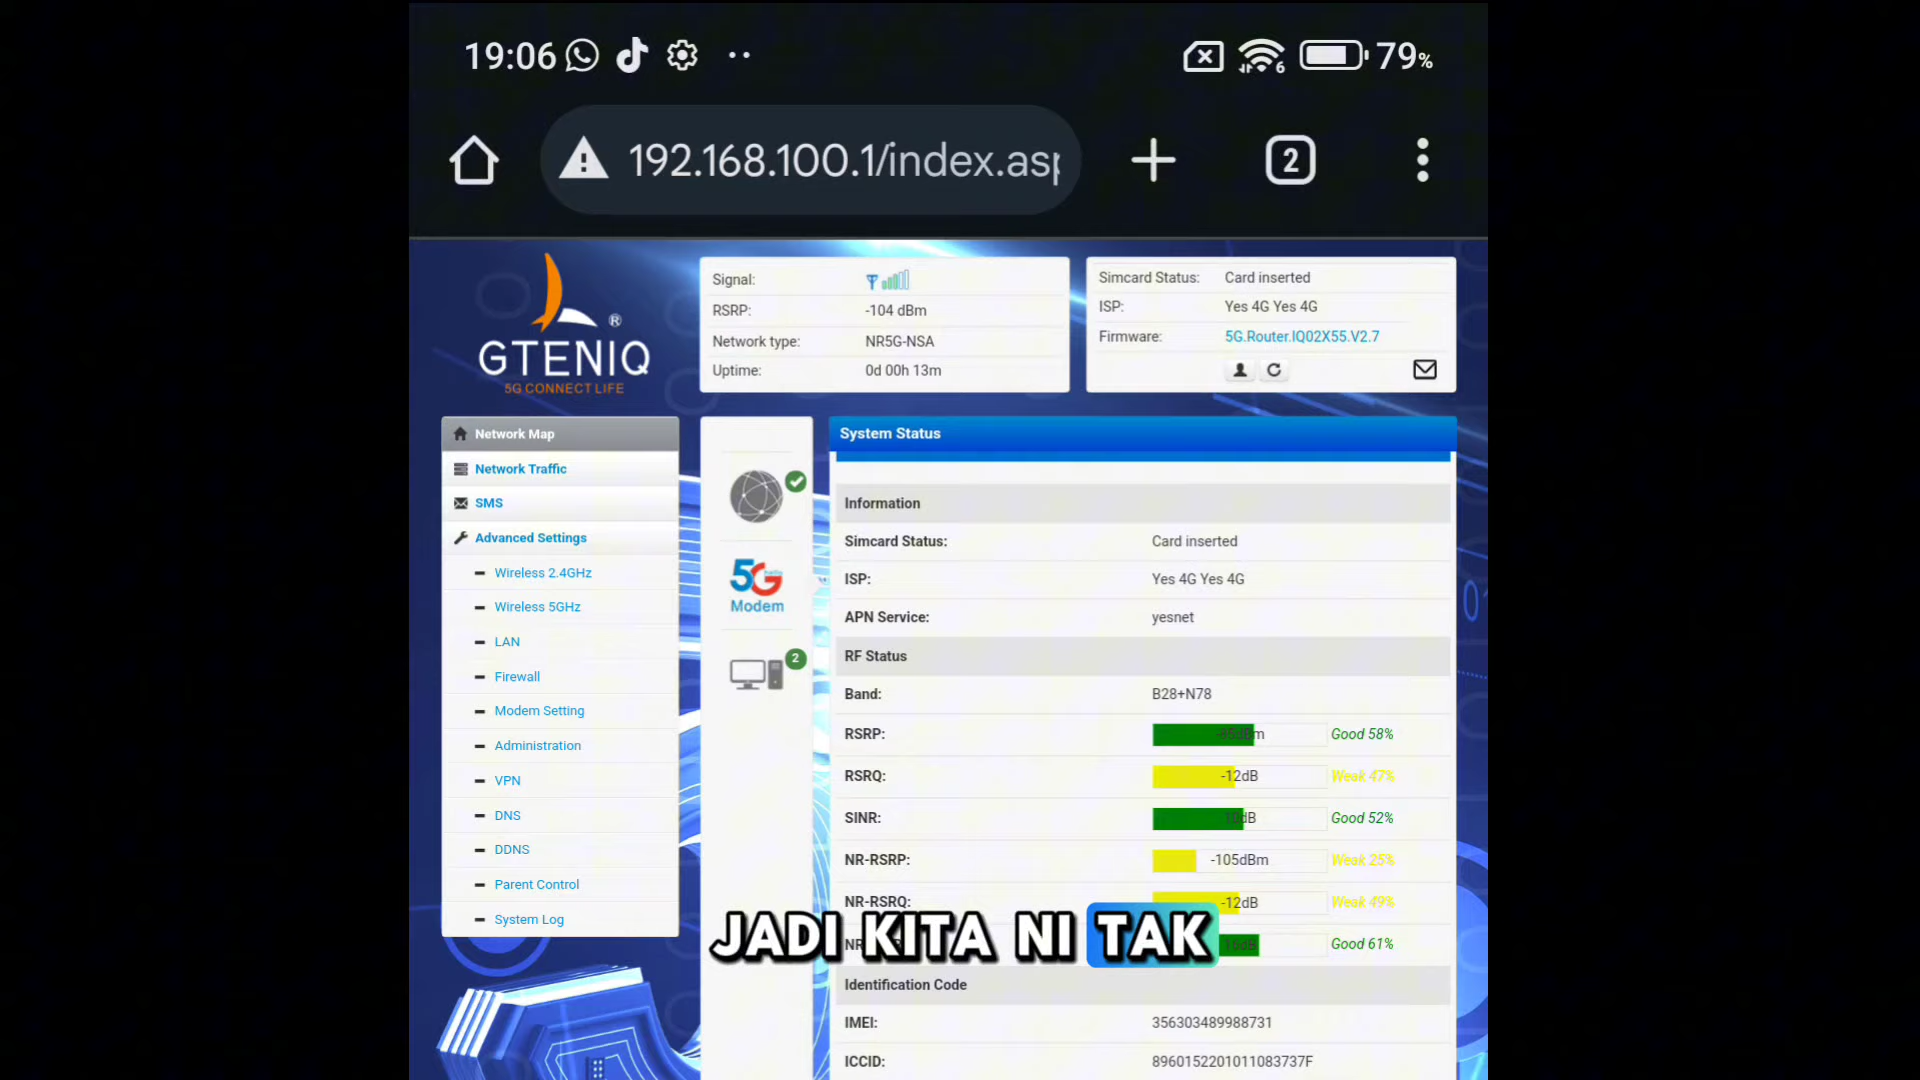 19:06
79%
192.168.100.1/index.asp
2
GTENIQ ®
5G CONNECT LIFE
Signal:
RSRP: -104 dBm
Network type: NR5G-NSA
Uptime: 0d 00h 13m
Simcard Status: Card inserted
ISP: Yes 4G Yes 4G
Firmware: 5G.Router.IQ02X55.V2.7
Network Map
Network Traffic
SMS
Advanced Settings
Wireless 2.4GHz
Wireless 5GHz
LAN
Firewall
Modem Setting
Administration
VPN
DNS
DDNS
Parent Control
System Log
5G hello
Modem
2
System Status
Information
Simcard Status: Card inserted
ISP: Yes 4G Yes 4G
APN Service: yesnet
RF Status
Band: B28+N78
RSRP: Good 58%
RSRQ: -12dB Weak 47%
SINR: Good 52%
NR-RSRP: -105dBm Weak 25%
NR-RSRQ: -12dB Weak 49%
Good 61%
JADI KITA NI TAK
Identification Code
IMEI: 356303489988731
ICCID: 8960152201011083737F